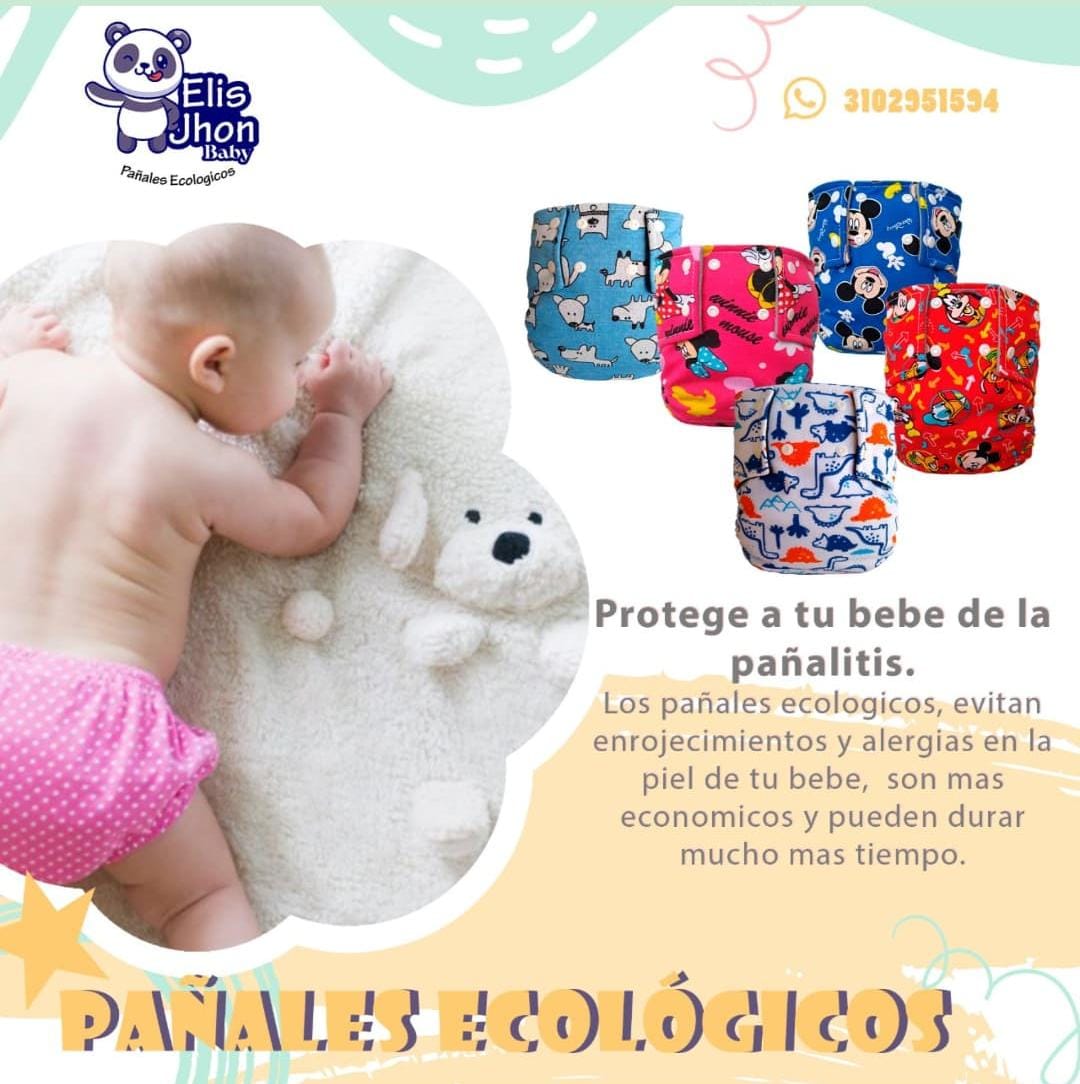 Elis
Jhon
Baby
Pañales Ecologicos
3102951594
minnie
winnie
mouse
Protege a tu bebe de la
pañalitis.
Los pañales ecologicos, evitan
enrojecimientos y alergias en la
piel de tu bebe, son mas
economicos y pueden durar
mucho mas tiempo.
PAÑALES ECOLÓGICOS